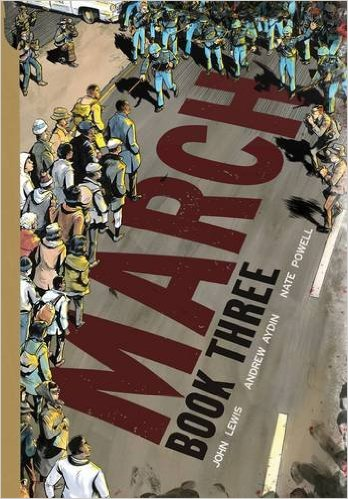 MARCH
BOOK THREE
JOHN LEWIS ANDREW AYDIN NATE POWELL